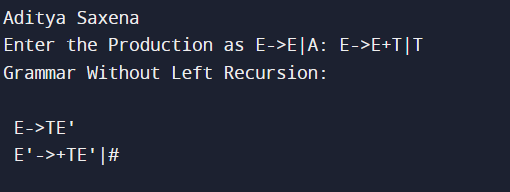 Aditya Saxena
Enter the Production as E->E|A: E->E+T|T
Grammar Without Left Recursion:
E->TE'
E'->+TE'|#